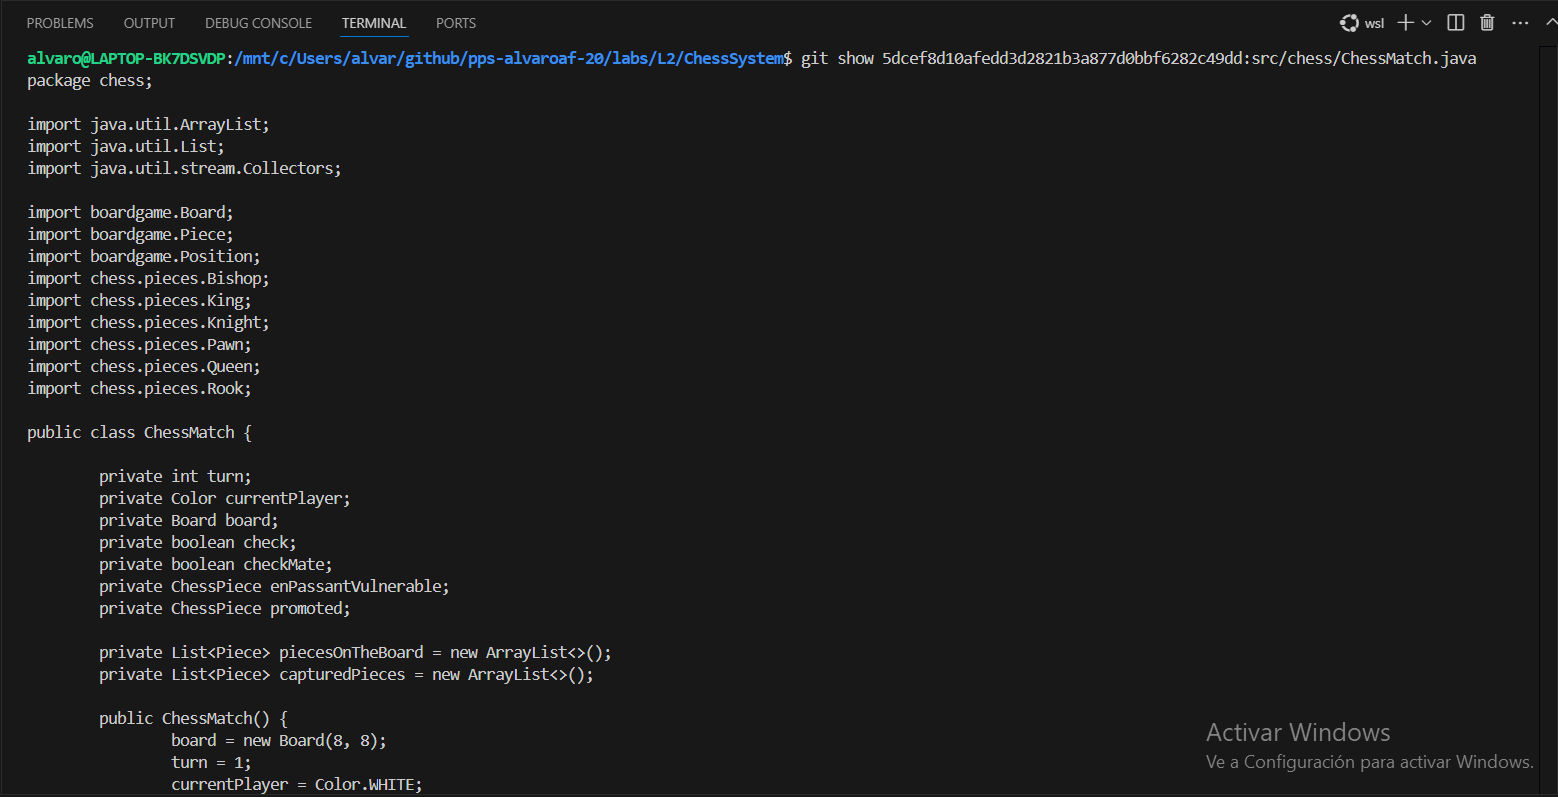 PROBLEMS OUTPUT DEBUG CONSOLE TERMINAL PORTS wsl
alvaro@LAPTOP-BK7DSVDP:/mnt/c/Users/alvar/github/pps-alvaroaf-20/labs/L2/ChessSystem$ git show 5dcef8d10afedd3d2821b3a877d0bbf6282c49dd:src/chess/ChessMatch.java
package chess;
import java.util.ArrayList;
import java.util.List;
import java.util.stream.Collectors;
import boardgame.Board;
import boardgame.Piece;
import boardgame.Position;
import chess.pieces.Bishop;
import chess.pieces.King;
import chess.pieces.Knight;
import chess.pieces.Pawn;
import chess.pieces.Queen;
import chess.pieces.Rook;
public class ChessMatch {
private int turn;
private Color currentPlayer;
private Board board;
private boolean check;
private boolean checkMate;
private ChessPiece enPassantVulnerable;
private ChessPiece promoted;
private List<Piece> piecesOnTheBoard = new ArrayList<>();
private List<Piece> capturedPieces = new ArrayList<>();
public ChessMatch() {
board = new Board(8, 8);
turn = 1;
currentPlayer = Color.WHITE;
Activar Windows
Ve a Configuración para activar Windows.